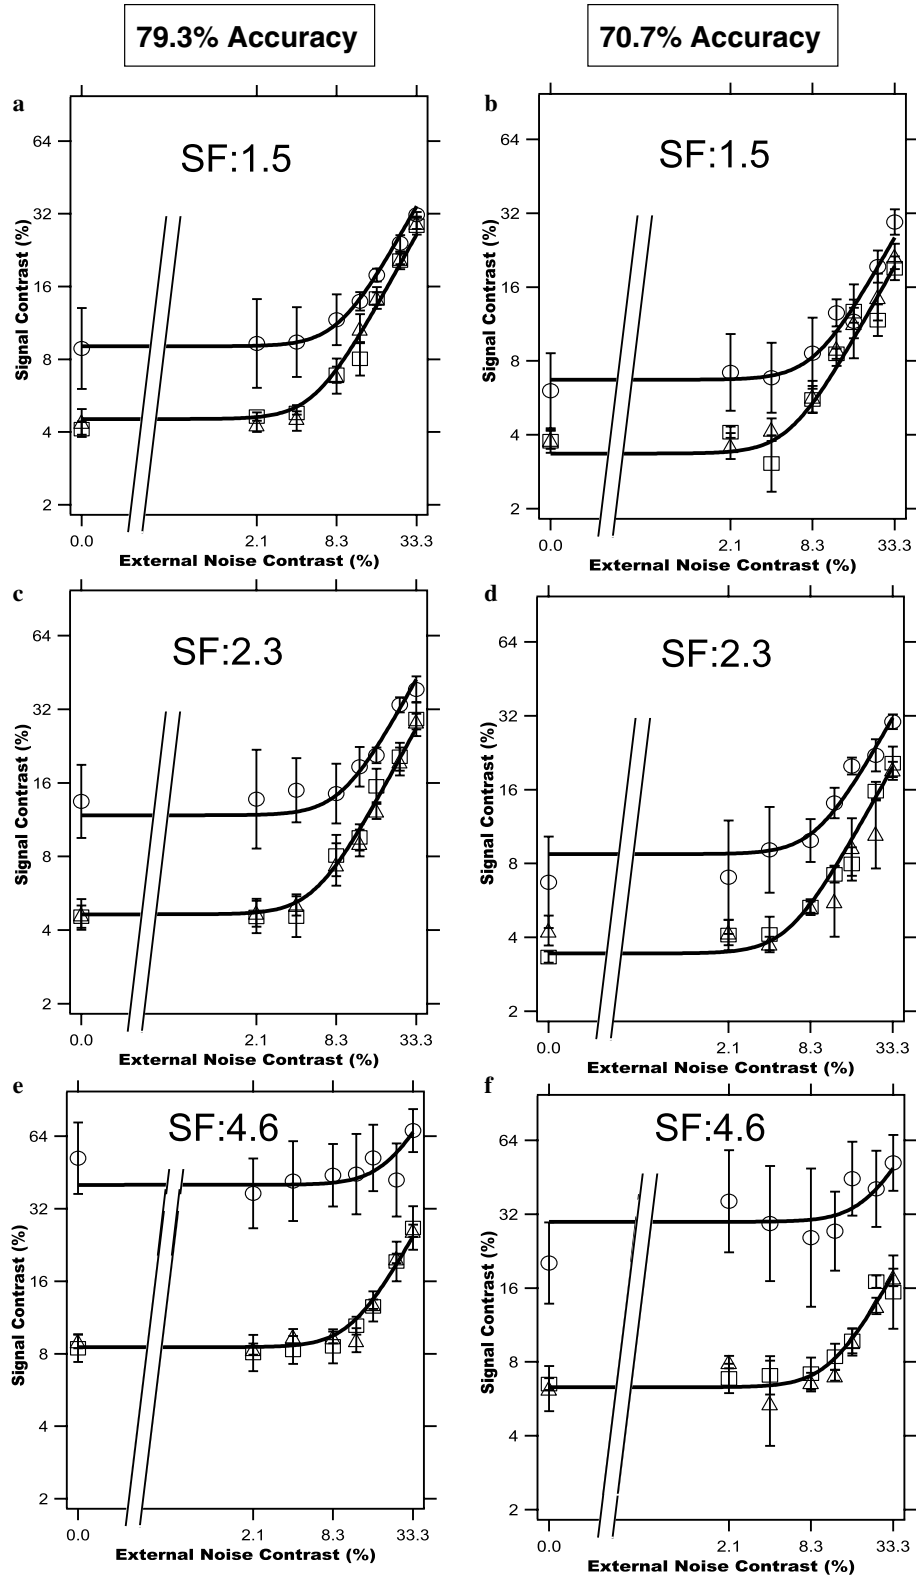 79.3% Accuracy
70.7% Accuracy
a
SF:1.5
64
32
16
8
4
2
Signal Contrast (%)
0.0 2.1 8.3 33.3
External Noise Contrast (%)
b
SF:1.5
64
32
16
8
4
2
Signal Contrast (%)
0.0 2.1 8.3 33.3
External Noise Contrast (%)
c
SF:2.3
64
32
16
8
4
2
Signal Contrast (%)
0.0 2.1 8.3 33.3
External Noise Contrast (%)
d
SF:2.3
64
32
16
8
4
2
Signal Contrast (%)
0.0 2.1 8.3 33.3
External Noise Contrast (%)
e
SF:4.6
64
32
16
8
4
2
Signal Contrast (%)
0.0 2.1 8.3 33.3
External Noise Contrast (%)
f
SF:4.6
64
32
16
8
4
2
Signal Contrast (%)
0.0 2.1 8.3 33.3
External Noise Contrast (%)